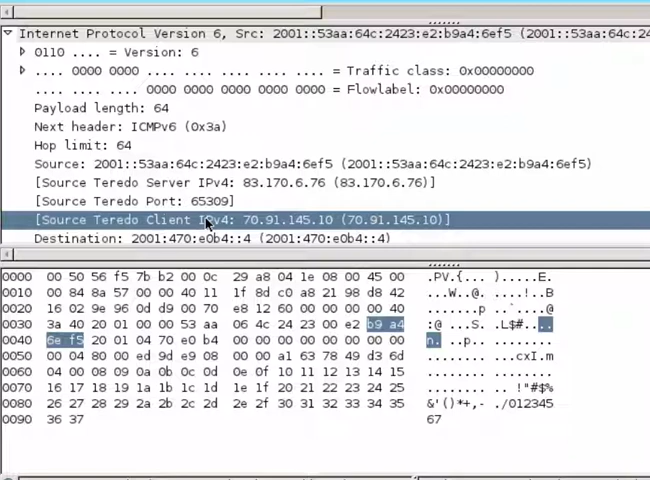 Internet Protocol Version 6, Src: 2001::53aa:64c:2423:e2:b9a4:6ef5 (2001::53aa:64c:24
0110 .... = Version: 6
.... 0000 0000 .... .... .... .... .... = Traffic class: 0x00000000
.... .... .... 0000 0000 0000 0000 0000 = Flowlabel: 0x00000000
Payload length: 64
Next header: ICMPv6 (0x3a)
Hop limit: 64
Source: 2001::53aa:64c:2423:e2:b9a4:6ef5 (2001::53aa:64c:2423:e2:b9a4:6ef5)
[Source Teredo Server IPv4: 83.170.6.76 (83.170.6.76)]
[Source Teredo Port: 65309]
[Source Teredo Client IPv4: 70.91.145.10 (70.91.145.10)]
Destination: 2001:470:e0b4::4 (2001:470:e0b4::4)
0000 00 50 56 f5 7b b2 00 0c 29 a8 04 1e 08 00 45 00 .PV.{... ).....E.
0010 00 84 8a 57 00 00 40 11 1f 8d c0 a8 21 98 d8 42 ...W..@. ....!..B
0020 16 02 9e 96 0d d9 00 70 e8 12 60 00 00 00 00 40 .......p ..`....@
0030 3a 40 20 01 00 00 53 aa 06 4c 24 23 00 e2 b9 a4 :@ ...S. .L$#....
0040 6e f5 20 01 04 70 e0 b4 00 00 00 00 00 00 00 00 n. ..p.. ........
0050 00 04 80 00 ed 9d e9 08 00 00 a1 63 78 49 d3 6d ........ ...cxI.m
0060 04 00 08 09 0a 0b 0c 0d 0e 0f 10 11 12 13 14 15 ........ ........
0070 16 17 18 19 1a 1b 1c 1d 1e 1f 20 21 22 23 24 25 ........ .. !"#$%
0080 26 27 28 29 2a 2b 2c 2d 2e 2f 30 31 32 33 34 35 &'()*+,- ./012345
0090 36 37 67